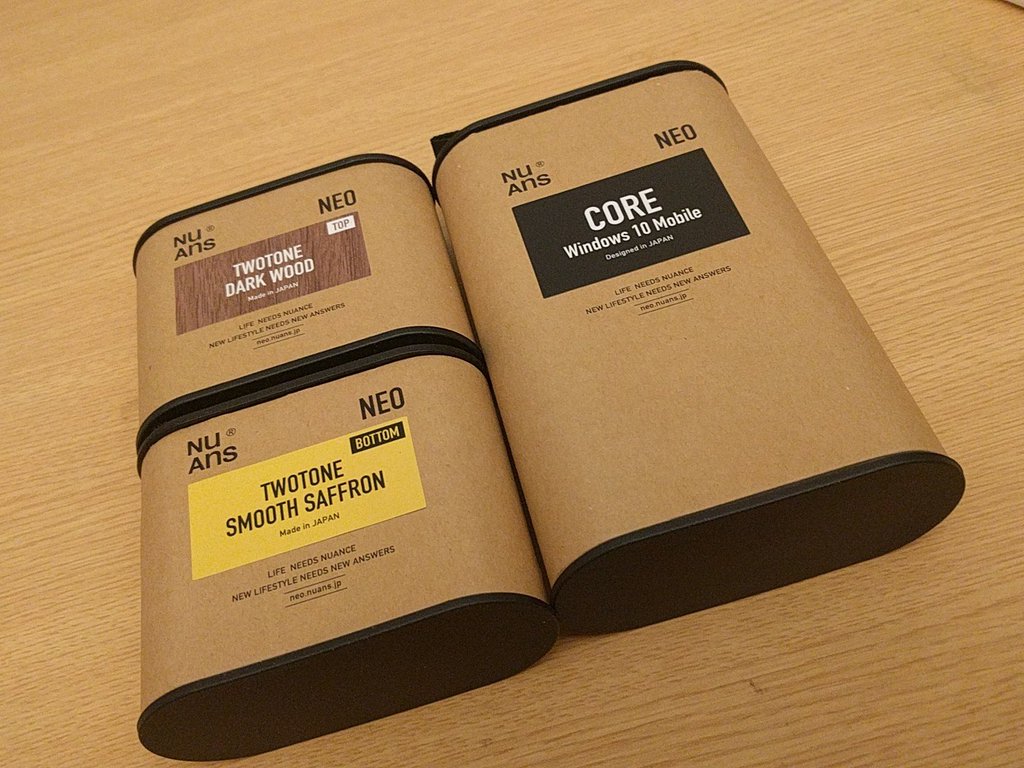 NU®
Ans
NEO
TOP
TWOTONE
DARK WOOD
Made in JAPAN
LIFE NEEDS NUANCE
NEW LIFESTYLE NEEDS NEW ANSWERS
neo.nuans.jp
NU®
Ans
NEO
BOTTOM
TWOTONE
SMOOTH SAFFRON
Made in JAPAN
LIFE NEEDS NUANCE
NEW LIFESTYLE NEEDS NEW ANSWERS
neo.nuans.jp
NU®
Ans
NEO
CORE
Windows 10 Mobile
Designed in JAPAN
LIFE NEEDS NUANCE
NEW LIFESTYLE NEEDS NEW ANSWERS
neo.nuans.jp